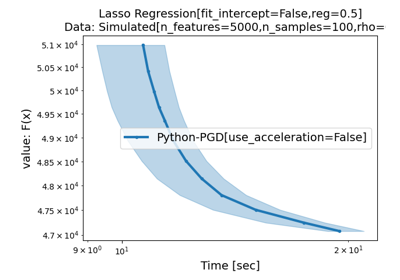 Lasso Regression[fit_intercept=False,reg=0.5]
Data: Simulated[n_features=5000,n_samples=100,rho=
5.1 × 10⁴
5.05 × 10⁴
5 × 10⁴
4.95 × 10⁴
4.9 × 10⁴
4.85 × 10⁴
4.8 × 10⁴
4.75 × 10⁴
4.7 × 10⁴
value: F(x)
Python-PGD[use_acceleration=False]
9 × 10⁰
10¹
2 × 10¹
Time [sec]